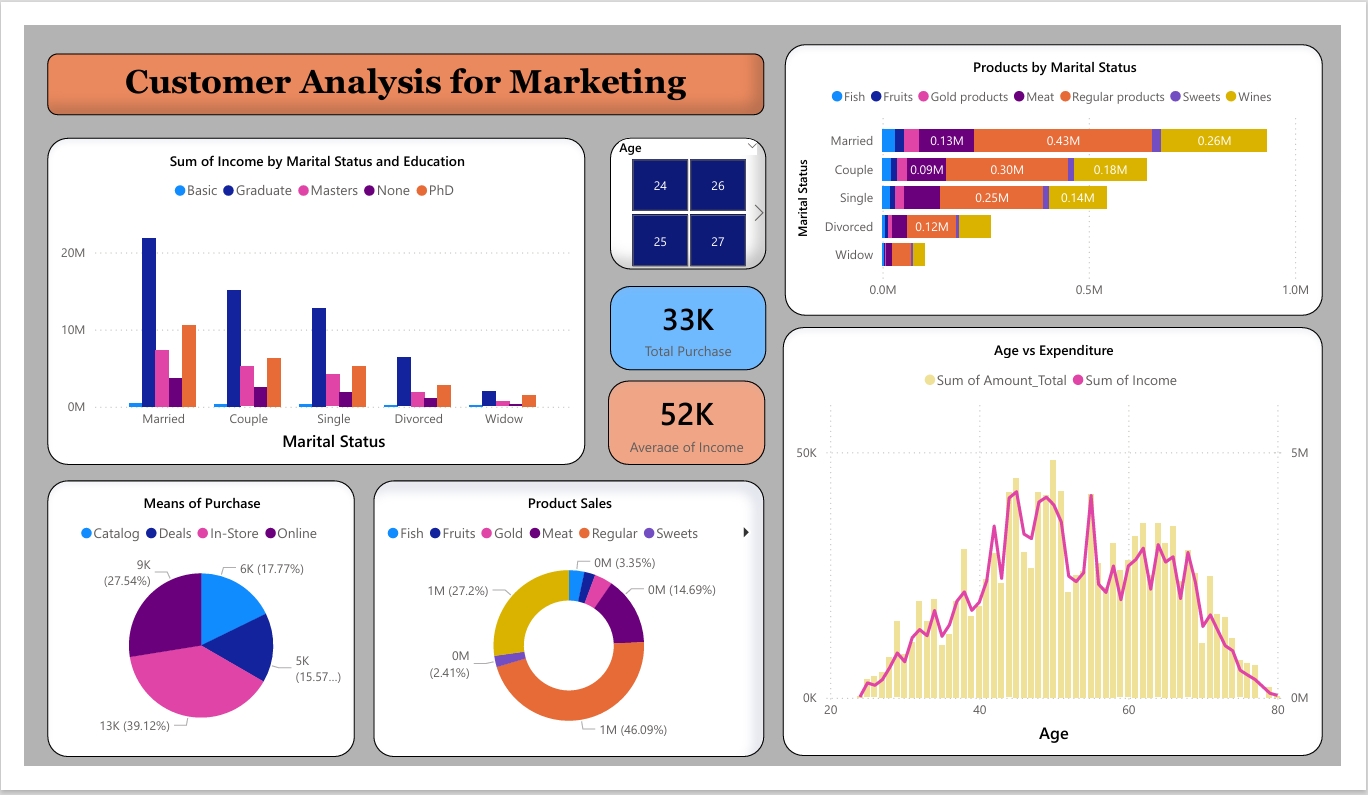 Customer Analysis for Marketing
Sum of Income by Marital Status and Education
Basic Graduate Masters None PhD
20M
10M
0M
Married Couple Single Divorced Widow
Marital Status
Age
24 26
25 27
33K
Total Purchase
52K
Average of Income
Products by Marital Status
Fish Fruits Gold products Meat Regular products Sweets Wines
Marital Status
Married 0.13M 0.43M 0.26M
Couple 0.09M 0.30M 0.18M
Single 0.25M 0.14M
Divorced 0.12M
Widow
0.0M 0.5M 1.0M
Means of Purchase
Catalog Deals In-Store Online
9K
(27.54%)
6K (17.77%)
5K
(15.57...)
13K (39.12%)
Product Sales
Fish Fruits Gold Meat Regular Sweets
0M (3.35%)
1M (27.2%)
0M (14.69%)
0M
(2.41%)
1M (46.09%)
Age vs Expenditure
Sum of Amount_Total Sum of Income
50K 5M
0K 0M
20 40 60 80
Age